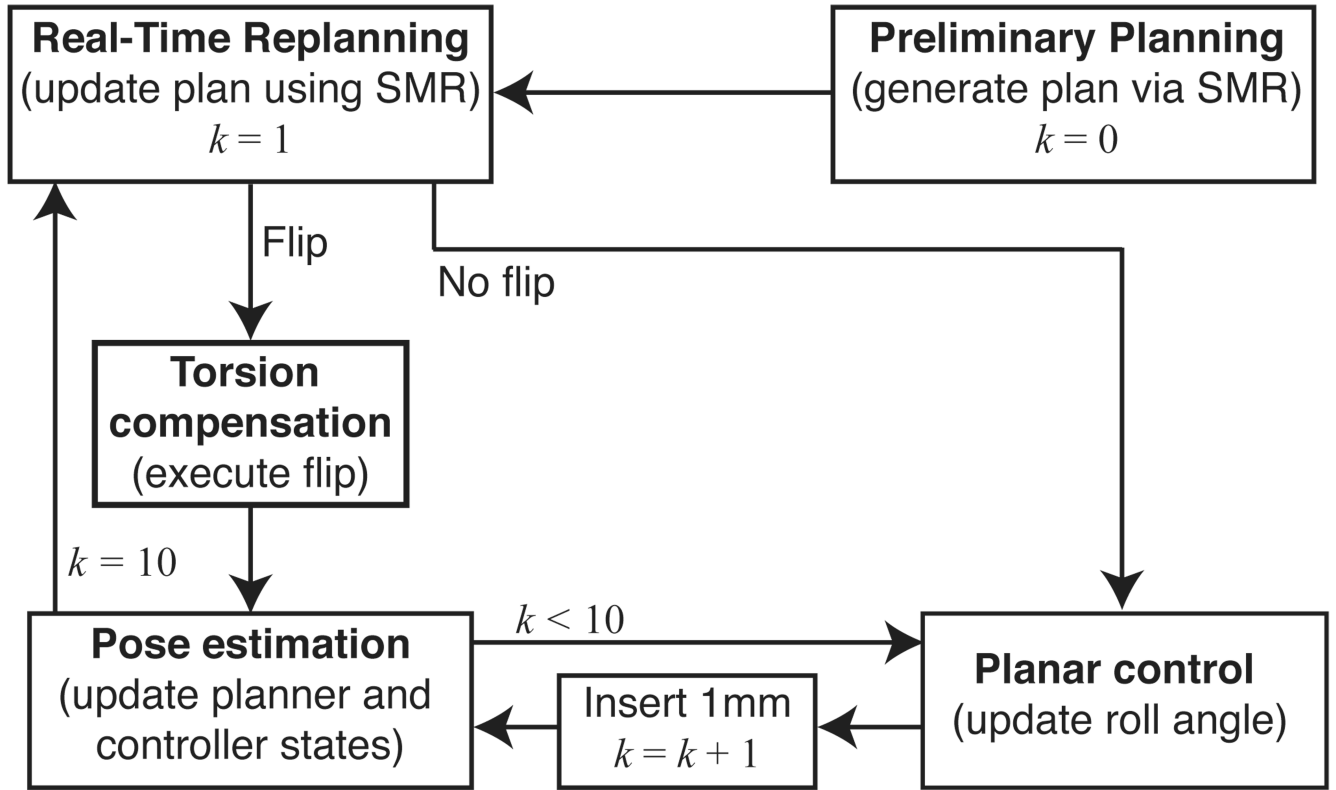 Real-Time Replanning
(update plan using SMR)
k = 1
Preliminary Planning
(generate plan via SMR)
k = 0
Flip
No flip
Torsion
compensation
(execute flip)
k = 10
Pose estimation
(update planner and
controller states)
k < 10
Insert 1mm
k = k + 1
Planar control
(update roll angle)